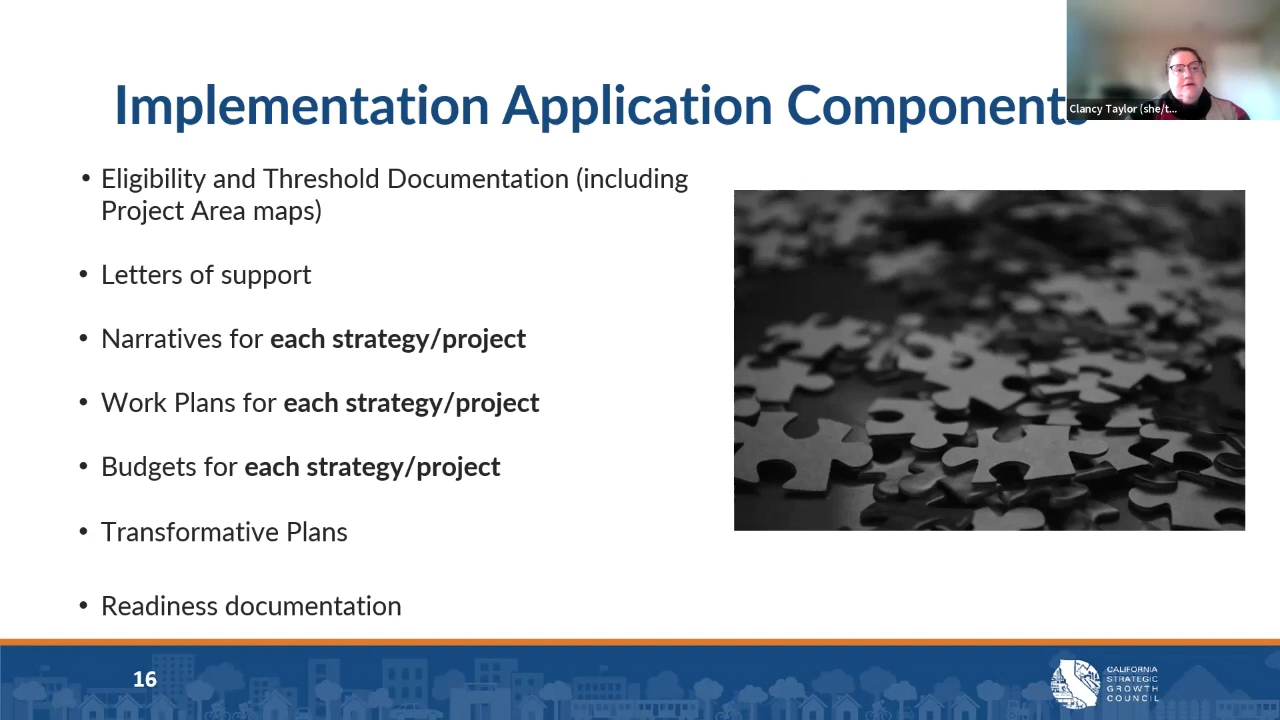 Implementation Application Components
Clancy Taylor (she/t...
• Eligibility and Threshold Documentation (including
Project Area maps)
• Letters of support
• Narratives for each strategy/project
• Work Plans for each strategy/project
• Budgets for each strategy/project
• Transformative Plans
• Readiness documentation
16
CALIFORNIA
STRATEGIC
GROWTH
COUNCIL